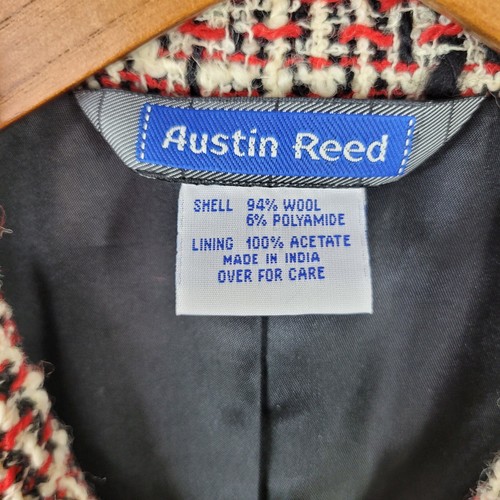 Austin Reed
SHELL 94% WOOL
6% POLYAMIDE
LINING 100% ACETATE
MADE IN INDIA
OVER FOR CARE